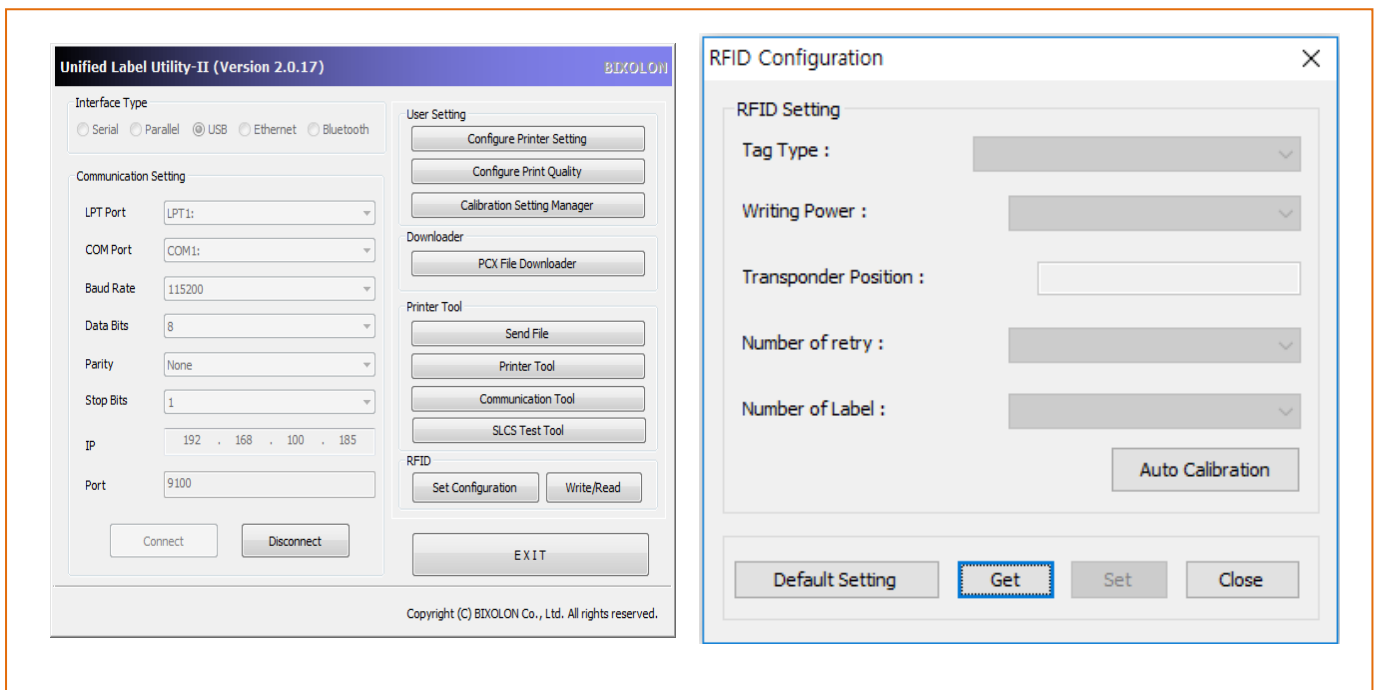 Unified Label Utility-II (Version 2.0.17)
BIXOLON
Interface Type
Serial Parallel USB Ethernet Bluetooth
Communication Setting
LPT Port LPT1:
COM Port COM1:
Baud Rate 115200
Data Bits 8
Parity None
Stop Bits 1
IP 192 . 168 . 100 . 185
Port 9100
Connect Disconnect
User Setting
Configure Printer Setting
Configure Print Quality
Calibration Setting Manager
Downloader
PCX File Downloader
Printer Tool
Send File
Printer Tool
Communication Tool
SLCS Test Tool
RFID
Set Configuration Write/Read
EXIT
Copyright (C) BIXOLON Co., Ltd. All rights reserved.
RFID Configuration
RFID Setting
Tag Type :
Writing Power :
Transponder Position :
Number of retry :
Number of Label :
Auto Calibration
Default Setting Get Set Close